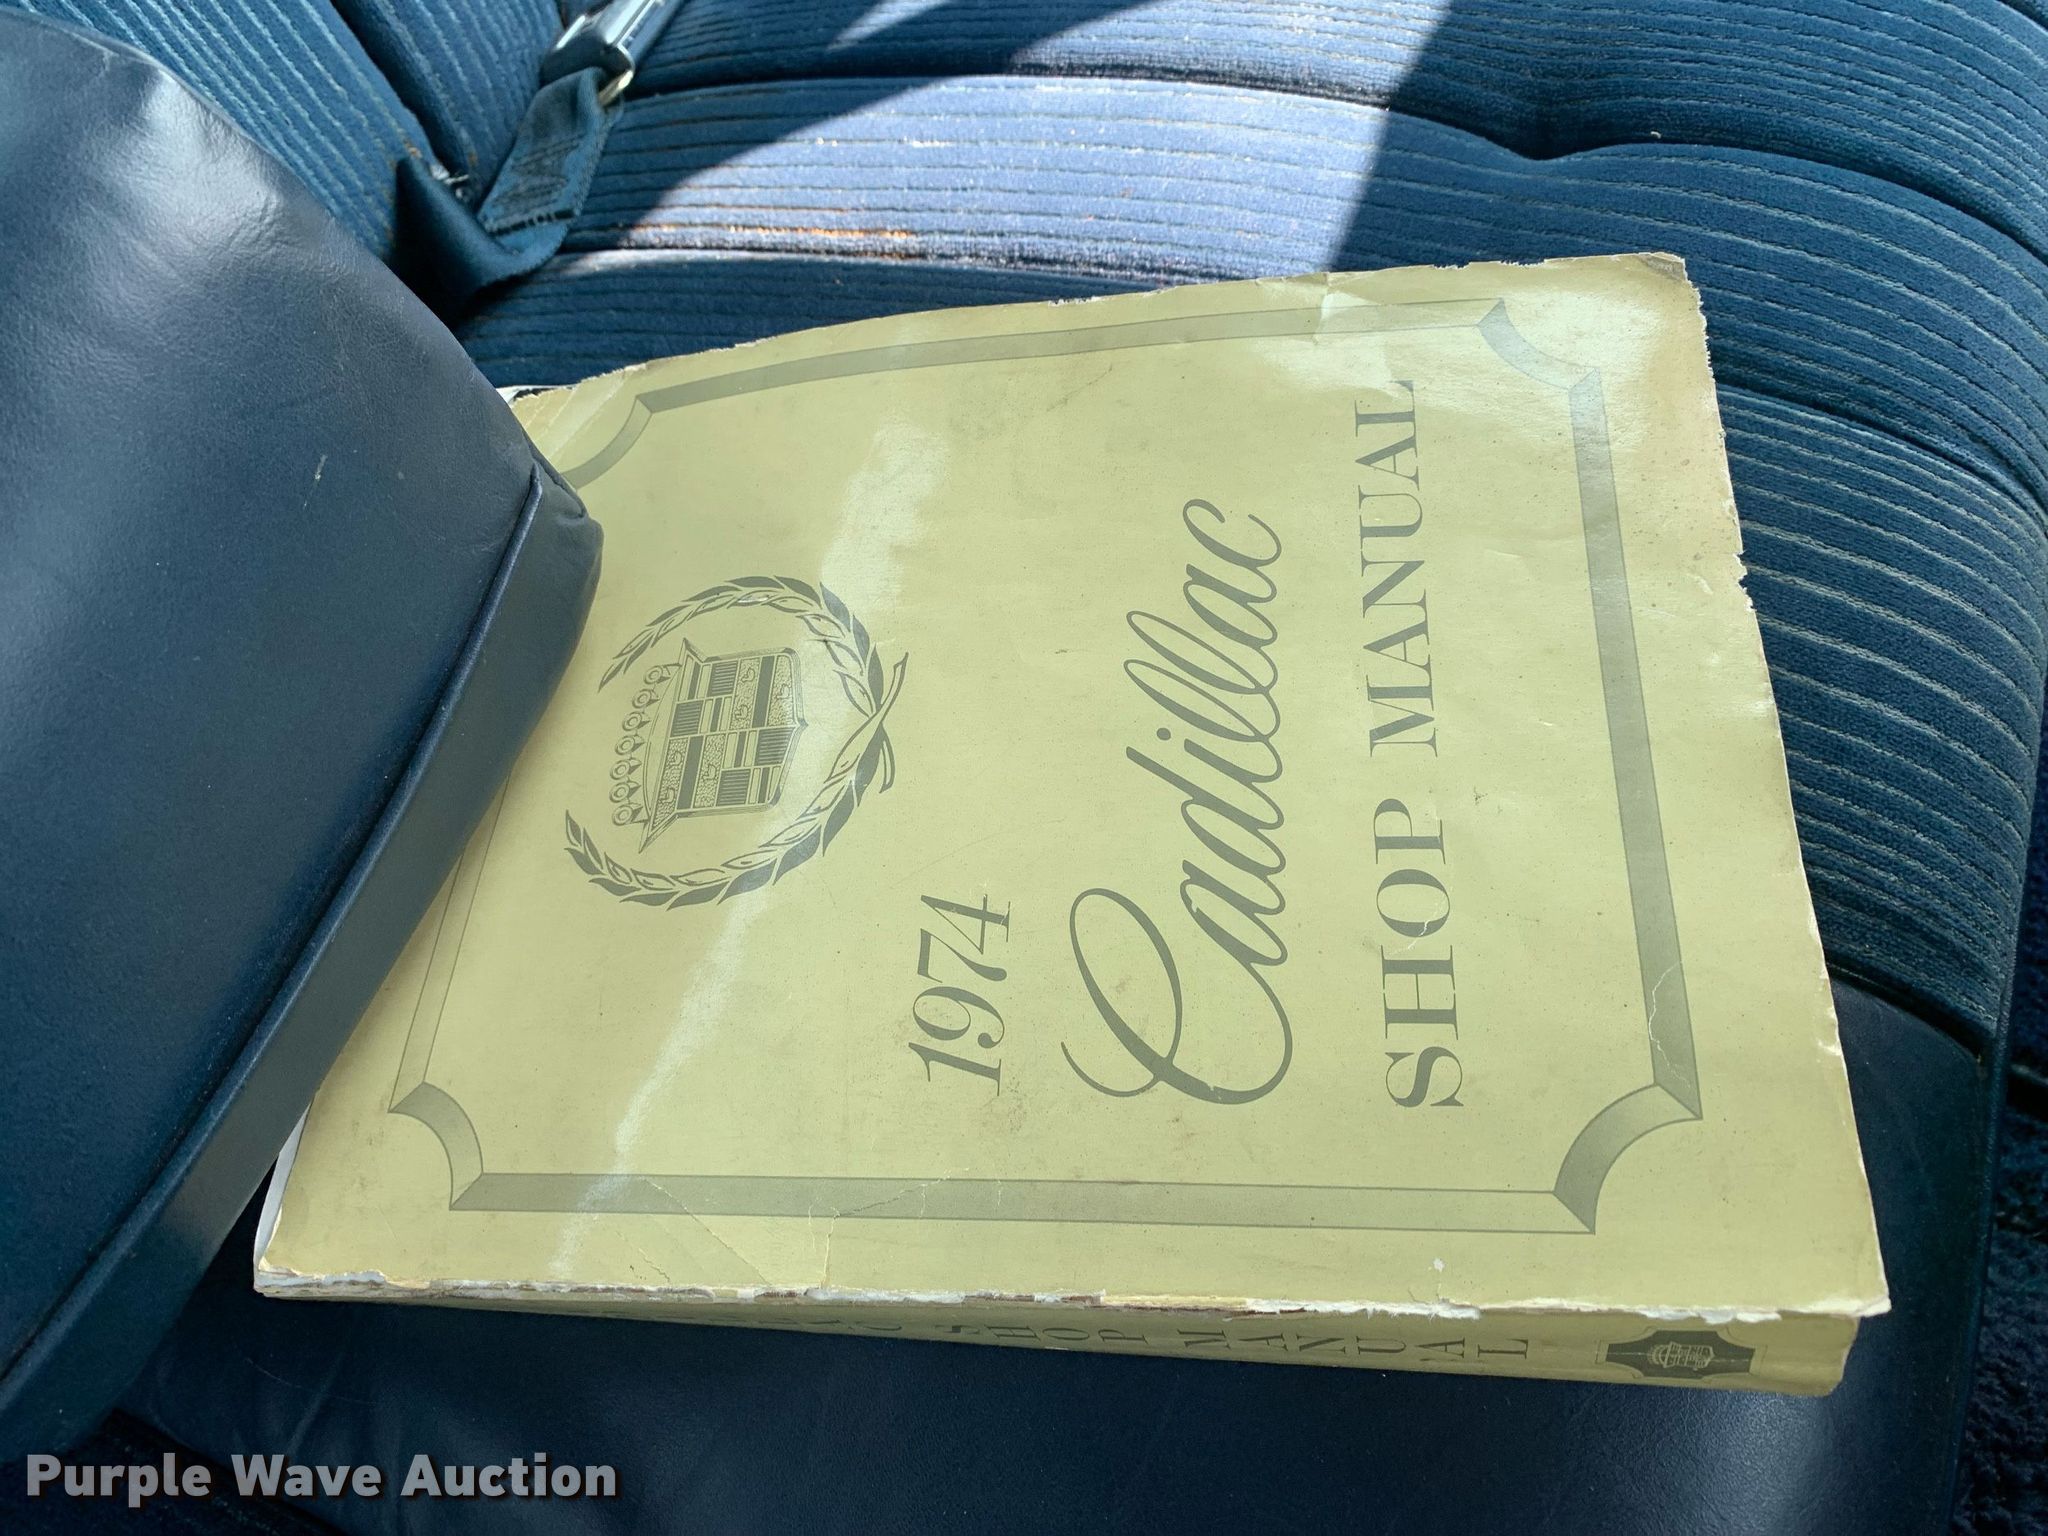 1974
Cadillac
SHOP MANUAL
SHOP MANUAL
Purple Wave Auction